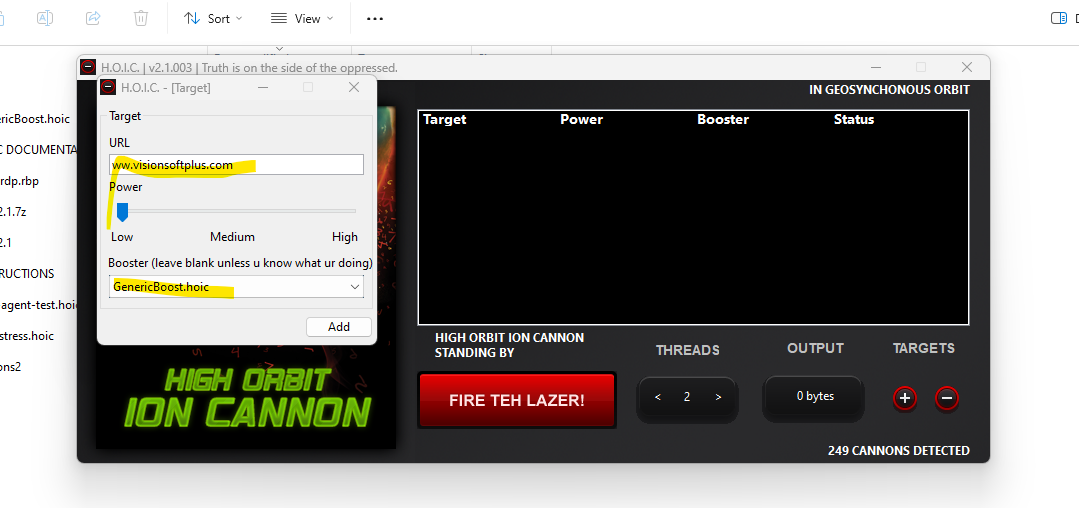 Sort
View
H.O.I.C. | v2.1.003 | Truth is on the side of the oppressed.
H.O.I.C. - [Target]
IN GEOSYNCHONOUS ORBIT
Target
URL
ww.visionsoftplus.com
Power
Low Medium High
Booster (leave blank unless u know what ur doing)
GenericBoost.hoic
Add
Target Power Booster Status
ericBoost.hoic
C DOCUMENTA
rdp.rbp
2.1.7z
2.1
RUCTIONS
agent-test.hoic
stress.hoic
ons2
HIGH ORBIT
ION CANNON
HIGH ORBIT ION CANNON
STANDING BY
FIRE TEH LAZER!
THREADS
< 2 >
OUTPUT
0 bytes
TARGETS
249 CANNONS DETECTED